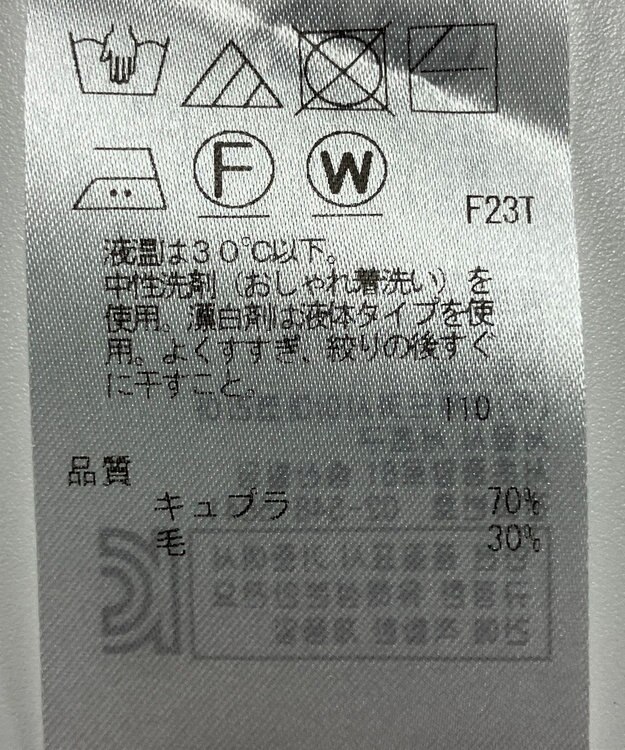 F
W
F23T
液温は30℃以下。
中性洗剤(おしゃれ着洗い)を
使用。漂白剤は液体タイプを使
用。よくすすぎ、絞りの後すぐ
に干すこと。
110
品質
キュプラ 70%
毛 30%